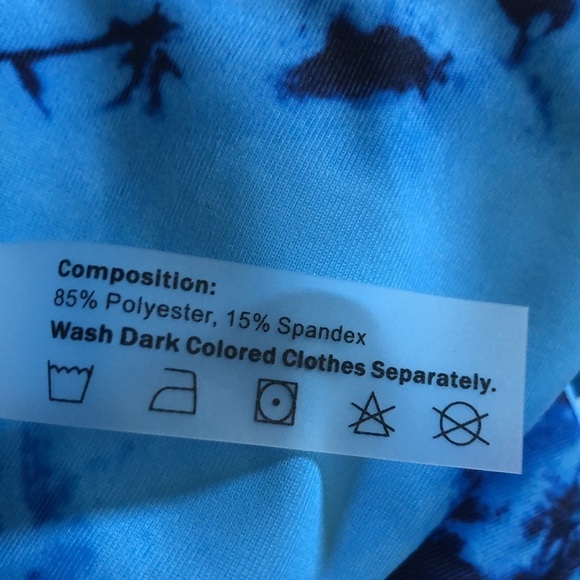 Composition:
85% Polyester, 15% Spandex
Wash Dark Colored Clothes Separately.